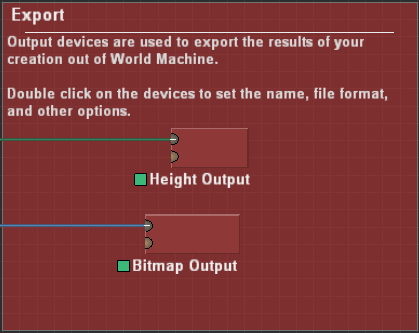 Export
Output devices are used to export the results of your
creation out of World Machine.
Double click on the devices to set the name, file format,
and other options.
Height Output
Bitmap Output